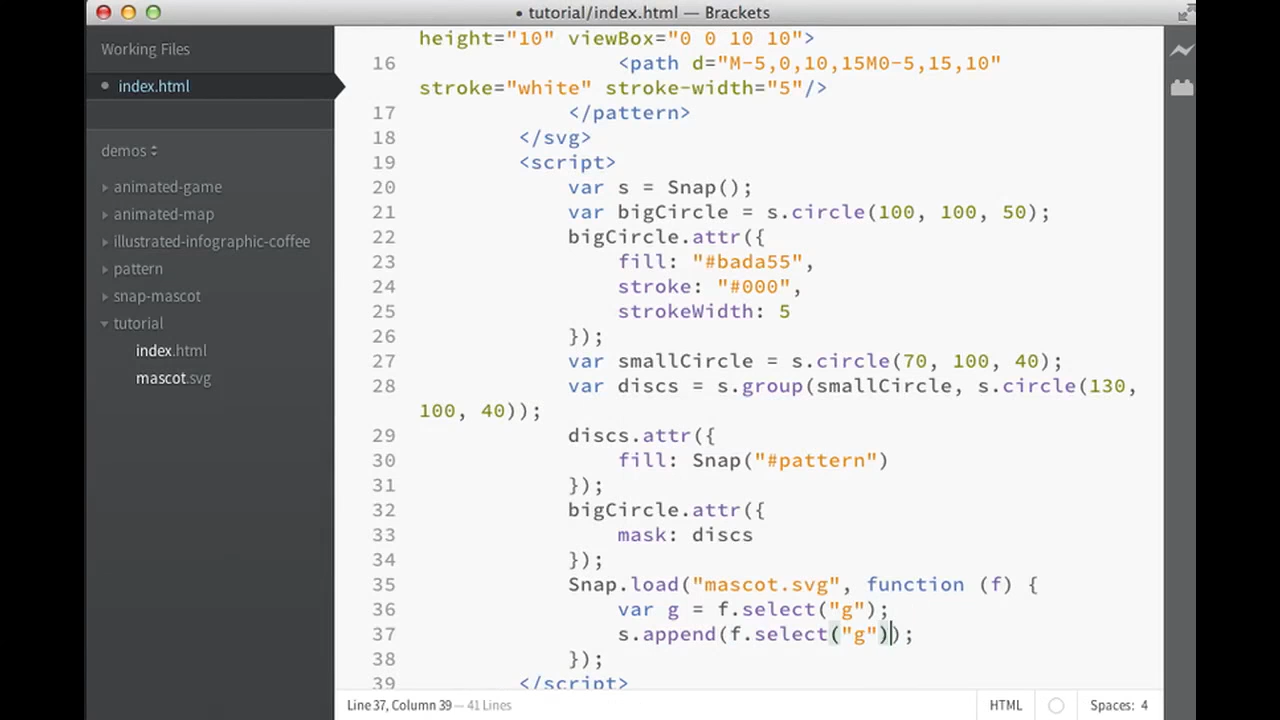 • tutorial/index.html — Brackets
Working Files
index.html
demos
animated-game
animated-map
illustrated-infographic-coffee
pattern
snap-mascot
tutorial
index.html
mascot.svg
height="10" viewBox="0 0 10 10">
16 <path d="M-5,0,10,15M0-5,15,10"
stroke="white" stroke-width="5"/>
17 </pattern>
18 </svg>
19 <script>
20 var s = Snap();
21 var bigCircle = s.circle(100, 100, 50);
22 bigCircle.attr({
23 fill: "#bada55",
24 stroke: "#000",
25 strokeWidth: 5
26 });
27 var smallCircle = s.circle(70, 100, 40);
28 var discs = s.group(smallCircle, s.circle(130,
100, 40));
29 discs.attr({
30 fill: Snap("#pattern")
31 });
32 bigCircle.attr({
33 mask: discs
34 });
35 Snap.load("mascot.svg", function (f) {
36 var g = f.select("g");
37 s.append(f.select("g"));
38 });
39 </script>
Line 37, Column 39 — 41 Lines
HTML
Spaces: 4